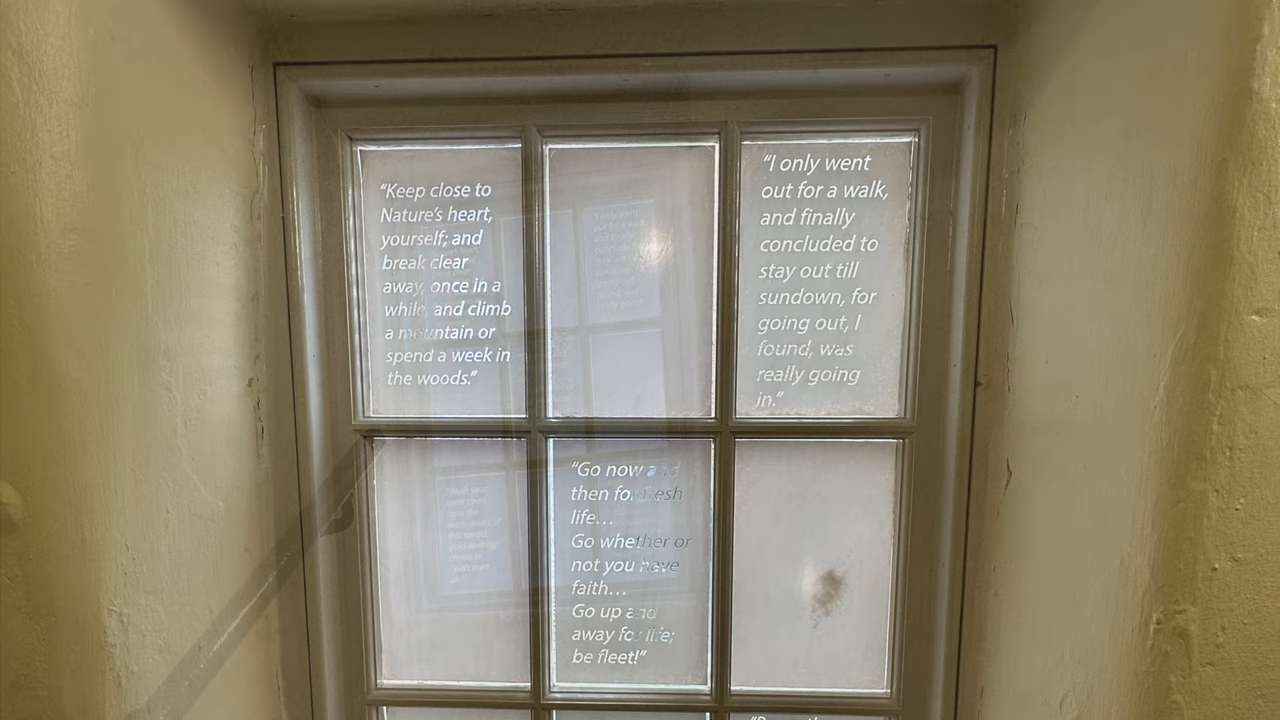 “Keep close to
Nature’s heart,
yourself; and
break clear
away, once in a
while, and climb
a mountain or
spend a week in
the woods.”
“I only went
out for a walk,
and finally
concluded to
stay out till
sundown, for
going out, I
found, was
really going
in.”
“Go now and
then for fresh
life…
Go whether or
not you have
faith…
Go up and
away for life;
be fleet!”